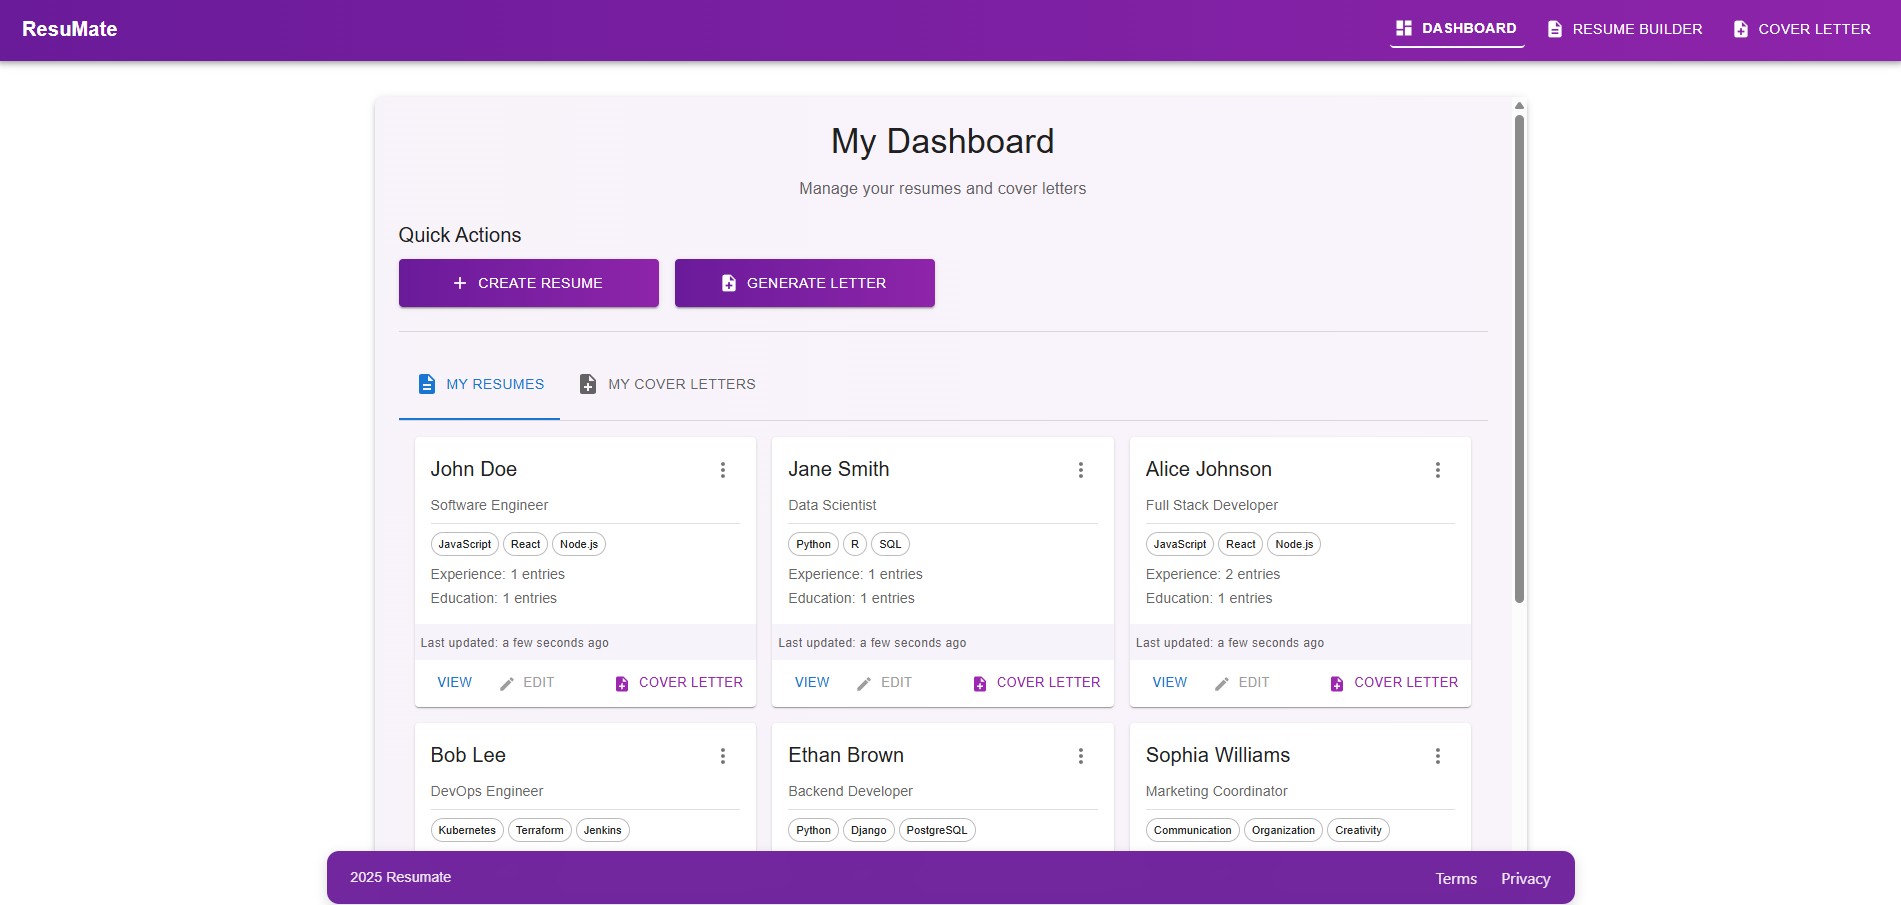 ResuMate
DASHBOARD
RESUME BUILDER
COVER LETTER
My Dashboard
Manage your resumes and cover letters
Quick Actions
CREATE RESUME
GENERATE LETTER
MY RESUMES
MY COVER LETTERS
John Doe
Software Engineer
JavaScript React Node.js
Experience: 1 entries
Education: 1 entries
Last updated: a few seconds ago
VIEW EDIT COVER LETTER
Jane Smith
Data Scientist
Python R SQL
Experience: 1 entries
Education: 1 entries
Last updated: a few seconds ago
VIEW EDIT COVER LETTER
Alice Johnson
Full Stack Developer
JavaScript React Node.js
Experience: 2 entries
Education: 1 entries
Last updated: a few seconds ago
VIEW EDIT COVER LETTER
Bob Lee
DevOps Engineer
Kubernetes Terraform Jenkins
Ethan Brown
Backend Developer
Python Django PostgreSQL
Sophia Williams
Marketing Coordinator
Communication Organization Creativity
2025 Resumate
Terms Privacy